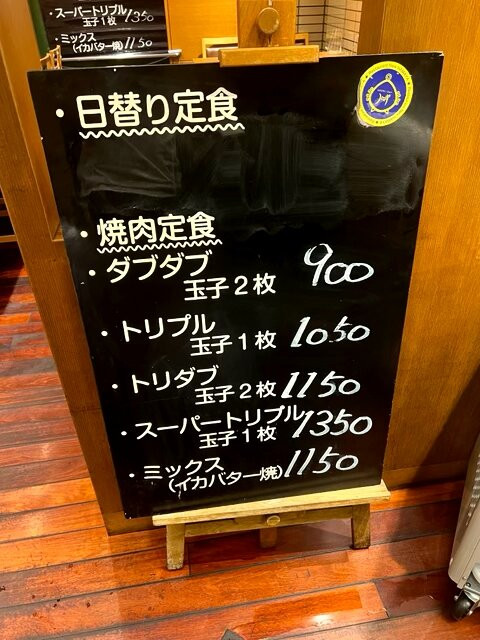 ・スーパートリプル
玉子1枚 1350
・ミックス
(イカバター焼) 1150
・日替り定食
・焼肉定食
・ダブダブ
玉子2枚 900
・トリプル
玉子1枚 1050
・トリダブ
玉子2枚 1150
・スーパートリプル
玉子1枚 1350
・ミックス
(イカバター焼) 1150